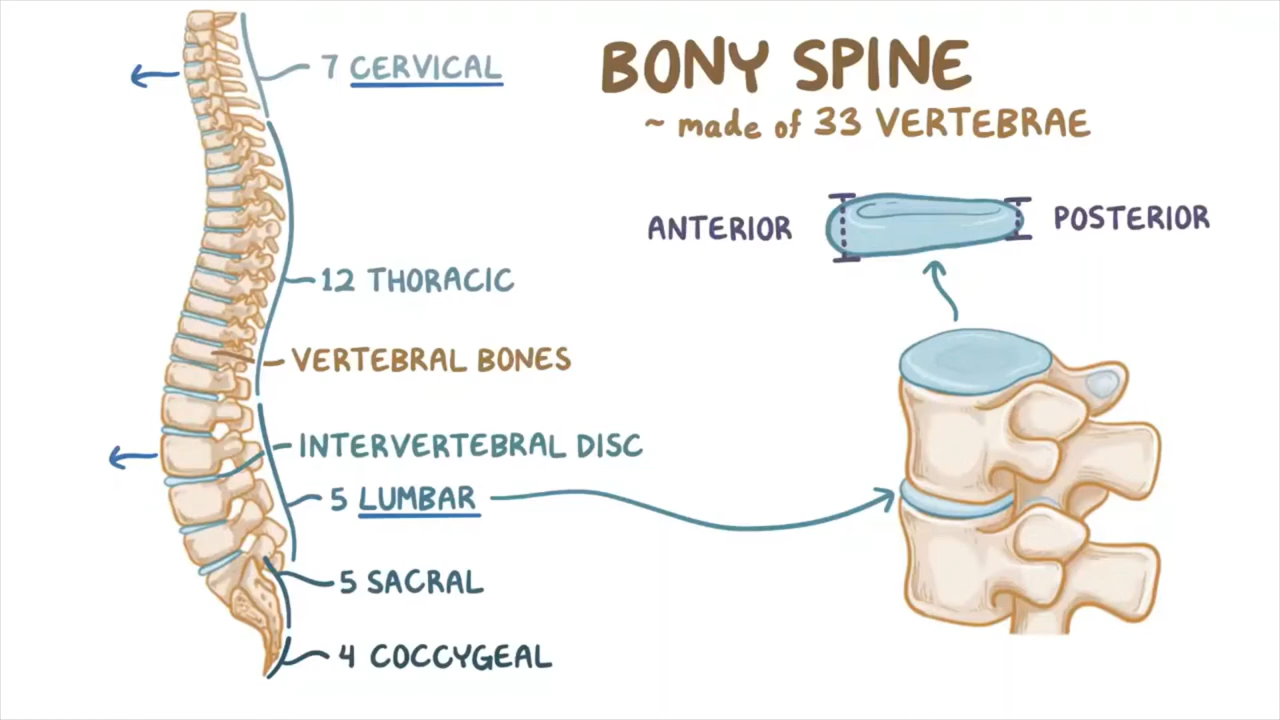 BONY SPINE
~ made of 33 VERTEBRAE
7 CERVICAL
12 THORACIC
VERTEBRAL BONES
INTERVERTEBRAL DISC
5 LUMBAR
5 SACRAL
4 COCCYGEAL
ANTERIOR
POSTERIOR